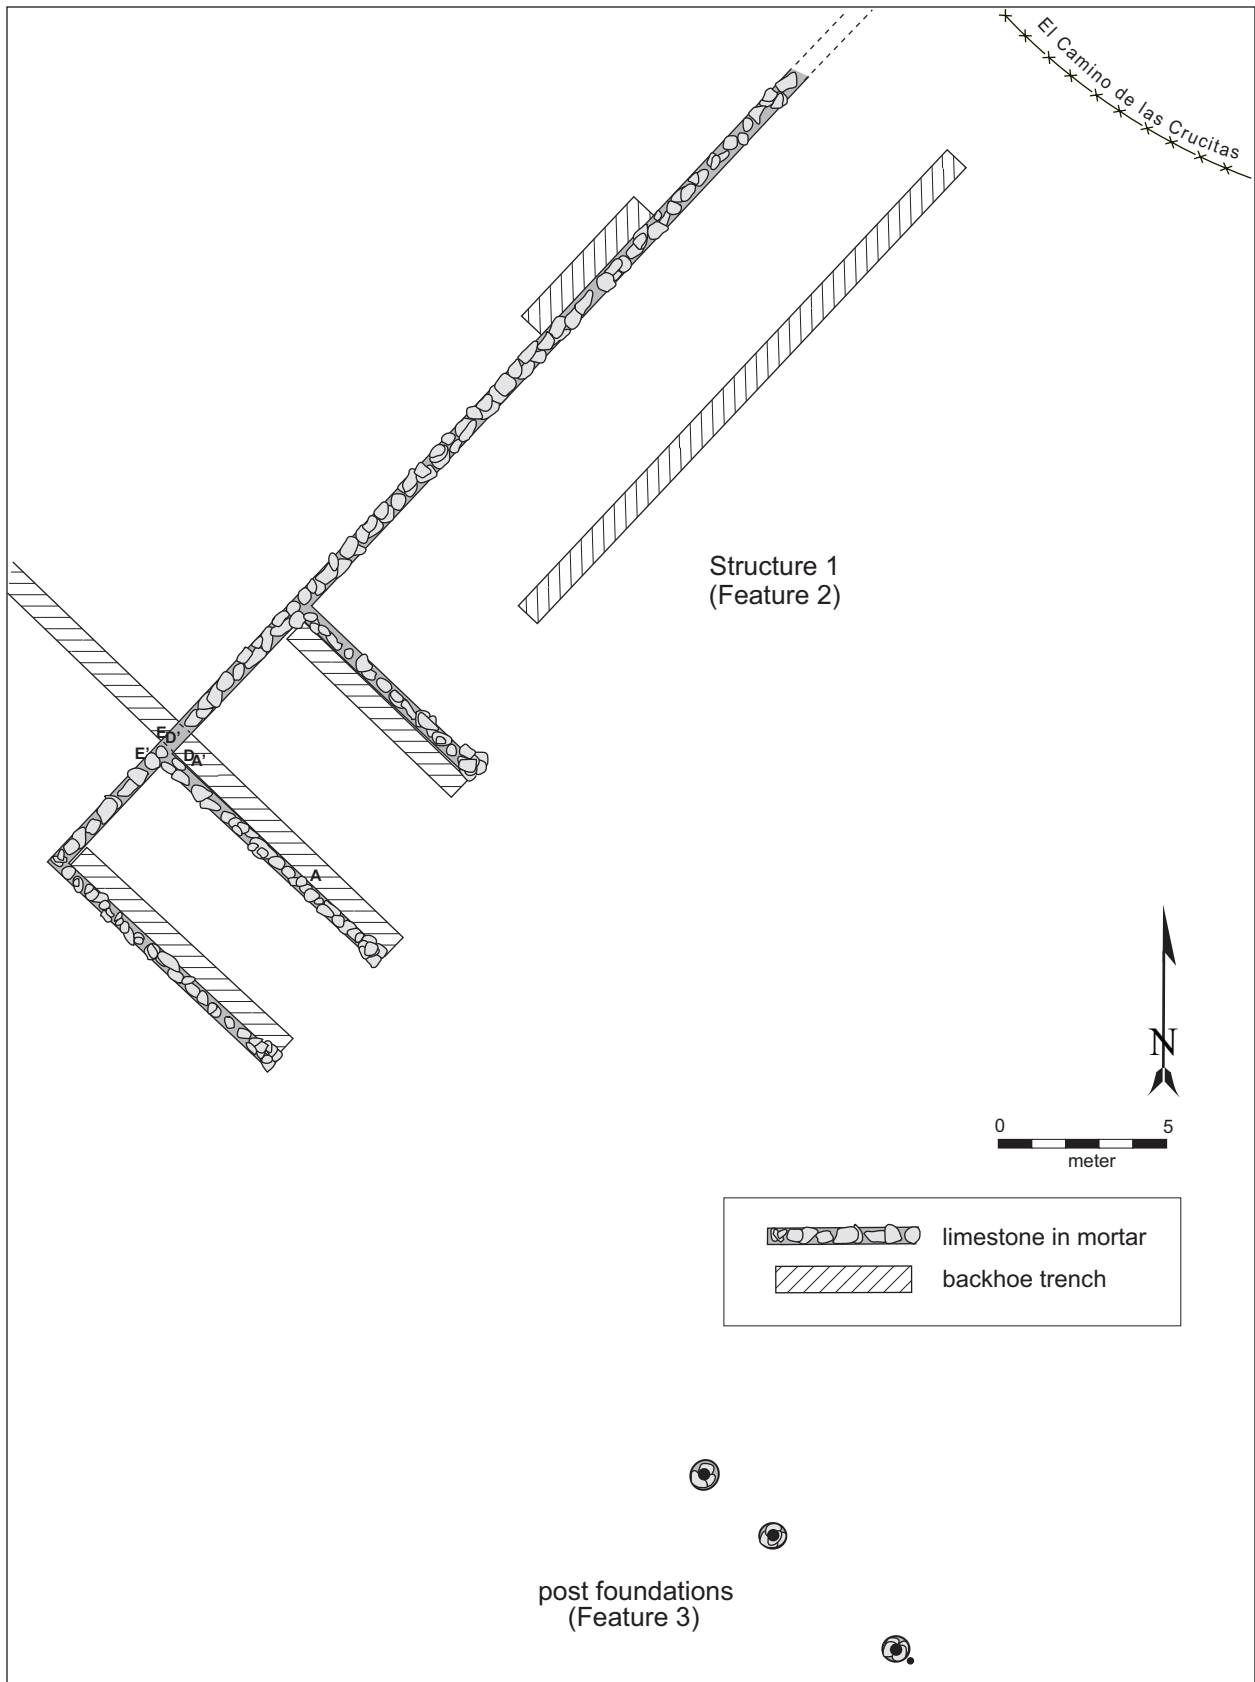 El Camino de las Crucitas
Structure 1
(Feature 2)
E
D'
E'
D
A'
A
N
0 5
meter
limestone in mortar
backhoe trench
post foundations
(Feature 3)